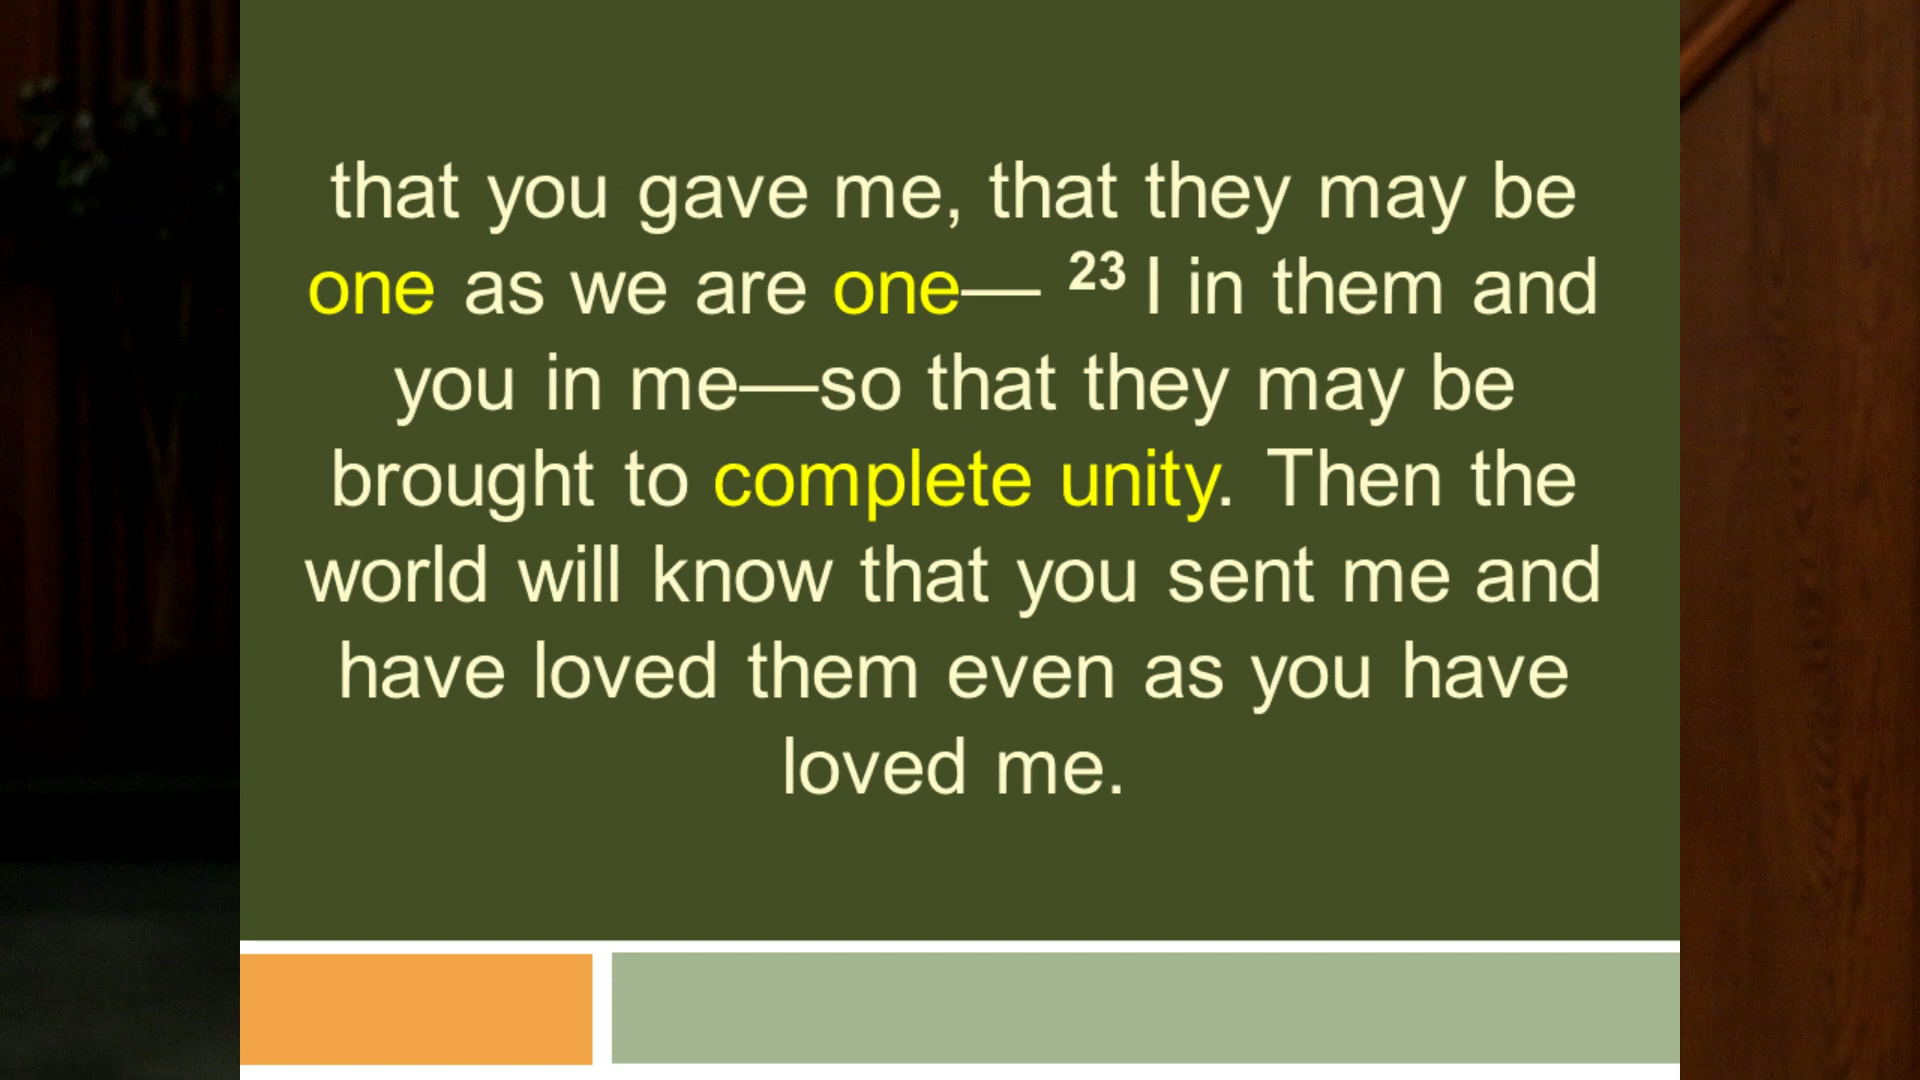 that you gave me, that they may be
one as we are one— 23 I in them and
you in me—so that they may be
brought to complete unity. Then the
world will know that you sent me and
have loved them even as you have
loved me.